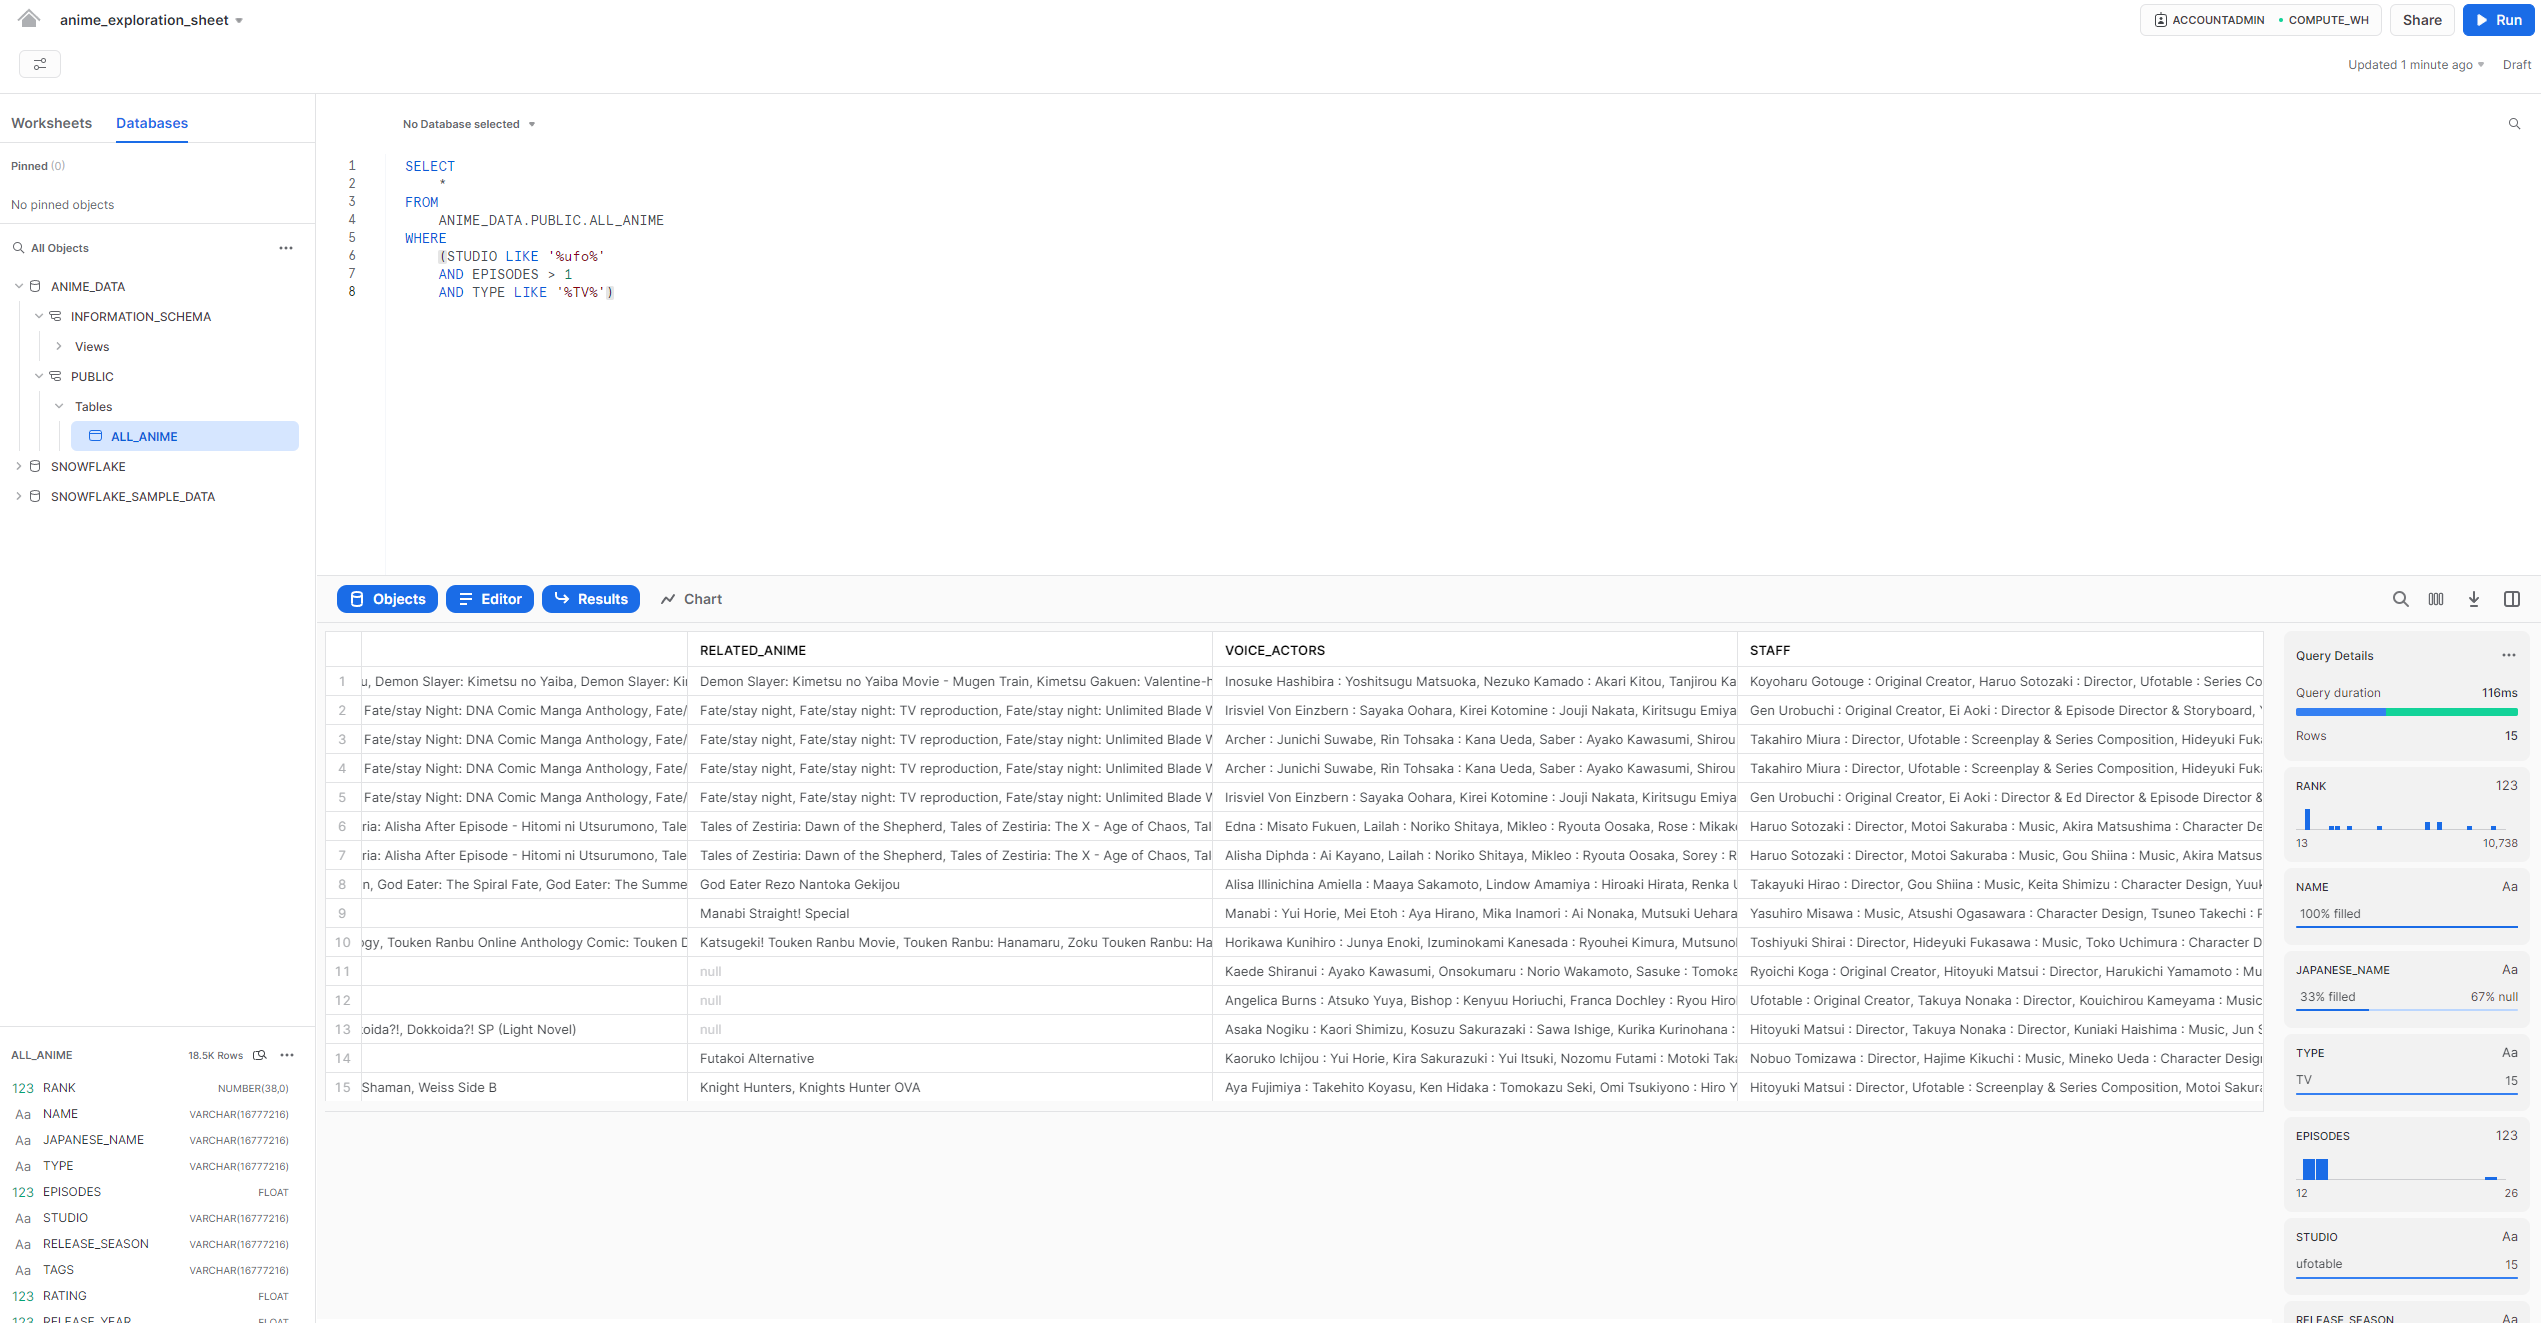 anime_exploration_sheet
ACCOUNTADMIN • COMPUTE_WH
Share
Run
Updated 1 minute ago
Draft
Worksheets
Databases
Pinned (0)
No pinned objects
All Objects
ANIME_DATA
INFORMATION_SCHEMA
Views
PUBLIC
Tables
ALL_ANIME
SNOWFLAKE
SNOWFLAKE_SAMPLE_DATA
ALL_ANIME 18.5K Rows
123 RANK NUMBER(38,0)
Aa NAME VARCHAR(16777216)
Aa JAPANESE_NAME VARCHAR(16777216)
Aa TYPE VARCHAR(16777216)
123 EPISODES FLOAT
Aa STUDIO VARCHAR(16777216)
Aa RELEASE_SEASON VARCHAR(16777216)
Aa TAGS VARCHAR(16777216)
123 RATING FLOAT
123 RELEASE_YEAR FLOAT
No Database selected
1 SELECT
2 *
3 FROM
4 ANIME_DATA.PUBLIC.ALL_ANIME
5 WHERE
6 (STUDIO LIKE '%ufo%'
7 AND EPISODES > 1
8 AND TYPE LIKE '%TV%')
Objects
Editor
Results
Chart
RELATED_ANIME VOICE_ACTORS STAFF
1 u, Demon Slayer: Kimetsu no Yaiba, Demon Slayer: Ki Demon Slayer: Kimetsu no Yaiba Movie - Mugen Train, Kimetsu Gakuen: Valentine-h Inosuke Hashibira : Yoshitsugu Matsuoka, Nezuko Kamado : Akari Kitou, Tanjirou Ka Koyoharu Gotouge : Original Creator, Haruo Sotozaki : Director, Ufotable : Series Co
2 Fate/stay Night: DNA Comic Manga Anthology, Fate/ Fate/stay night, Fate/stay night: TV reproduction, Fate/stay night: Unlimited Blade W Irisviel Von Einzbern : Sayaka Oohara, Kirei Kotomine : Jouji Nakata, Kiritsugu Emiya Gen Urobuchi : Original Creator, Ei Aoki : Director & Episode Director & Storyboard, Y
3 Fate/stay Night: DNA Comic Manga Anthology, Fate/ Fate/stay night, Fate/stay night: TV reproduction, Fate/stay night: Unlimited Blade W Archer : Junichi Suwabe, Rin Tohsaka : Kana Ueda, Saber : Ayako Kawasumi, Shirou Takahiro Miura : Director, Ufotable : Screenplay & Series Composition, Hideyuki Fuka
4 Fate/stay Night: DNA Comic Manga Anthology, Fate/ Fate/stay night, Fate/stay night: TV reproduction, Fate/stay night: Unlimited Blade W Archer : Junichi Suwabe, Rin Tohsaka : Kana Ueda, Saber : Ayako Kawasumi, Shirou Takahiro Miura : Director, Ufotable : Screenplay & Series Composition, Hideyuki Fuka
5 Fate/stay Night: DNA Comic Manga Anthology, Fate/ Fate/stay night, Fate/stay night: TV reproduction, Fate/stay night: Unlimited Blade W Irisviel Von Einzbern : Sayaka Oohara, Kirei Kotomine : Jouji Nakata, Kiritsugu Emiya Gen Urobuchi : Original Creator, Ei Aoki : Director & Ed Director & Episode Director &
6 ria: Alisha After Episode - Hitomi ni Utsurumono, Tale Tales of Zestiria: Dawn of the Shepherd, Tales of Zestiria: The X - Age of Chaos, Tal Edna : Misato Fukuen, Lailah : Noriko Shitaya, Mikleo : Ryouta Oosaka, Rose : Mikako Haruo Sotozaki : Director, Motoi Sakuraba : Music, Akira Matsushima : Character De
7 ria: Alisha After Episode - Hitomi ni Utsurumono, Tale Tales of Zestiria: Dawn of the Shepherd, Tales of Zestiria: The X - Age of Chaos, Tal Alisha Diphda : Ai Kayano, Lailah : Noriko Shitaya, Mikleo : Ryouta Oosaka, Sorey : R Haruo Sotozaki : Director, Motoi Sakuraba : Music, Gou Shiina : Music, Akira Matsus
8 n, God Eater: The Spiral Fate, God Eater: The Summe God Eater Rezo Nantoka Gekijou Alisa Illinichina Amiella : Maaya Sakamoto, Lindow Amamiya : Hiroaki Hirata, Renka U Takayuki Hirao : Director, Gou Shiina : Music, Keita Shimizu : Character Design, Yuuk
9 Manabi Straight! Special Manabi : Yui Horie, Mei Etoh : Aya Hirano, Mika Inamori : Ai Nonaka, Mutsuki Uehara Yasuhiro Misawa : Music, Atsushi Ogasawara : Character Design, Tsuneo Takechi : P
10 ogy, Touken Ranbu Online Anthology Comic: Touken D Katsugeki! Touken Ranbu Movie, Touken Ranbu: Hanamaru, Zoku Touken Ranbu: Ha Horikawa Kunihiro : Junya Enoki, Izuminokami Kanesada : Ryouhei Kimura, Mutsuno Toshiyuki Shirai : Director, Hideyuki Fukasawa : Music, Toko Uchimura : Character D
11 null Kaede Shiranui : Ayako Kawasumi, Onsokumaru : Norio Wakamoto, Sasuke : Tomoka Ryoichi Koga : Original Creator, Hitoyuki Matsui : Director, Harukichi Yamamoto : Mu
12 null Angelica Burns : Atsuko Yuya, Bishop : Kenyuu Horiuchi, Franca Dochley : Ryou Hiro Ufotable : Original Creator, Takuya Nonaka : Director, Kouichirou Kameyama : Music
13 koida?!, Dokkoida?! SP (Light Novel) null Asaka Nogiku : Kaori Shimizu, Kosuzu Sakurazaki : Sawa Ishige, Kurika Kurinohana : Hitoyuki Matsui : Director, Takuya Nonaka : Director, Kuniaki Haishima : Music, Jun S
14 Futakoi Alternative Kaoruko Ichijou : Yui Horie, Kira Sakurazuki : Yui Itsuki, Nozomu Futami : Motoki Taka Nobuo Tomizawa : Director, Hajime Kikuchi : Music, Mineko Ueda : Character Desig
15 Shaman, Weiss Side B Knight Hunters, Knights Hunter OVA Aya Fujimiya : Takehito Koyasu, Ken Hidaka : Tomokazu Seki, Omi Tsukiyono : Hiro Y Hitoyuki Matsui : Director, Ufotable : Screenplay & Series Composition, Motoi Sakura
Query Details
Query duration 116ms
Rows 15
RANK 123
13 10,738
NAME Aa
100% filled
JAPANESE_NAME Aa
33% filled 67% null
TYPE Aa
TV 15
EPISODES 123
12 26
STUDIO Aa
ufotable 15
RELEASE_SEASON Aa